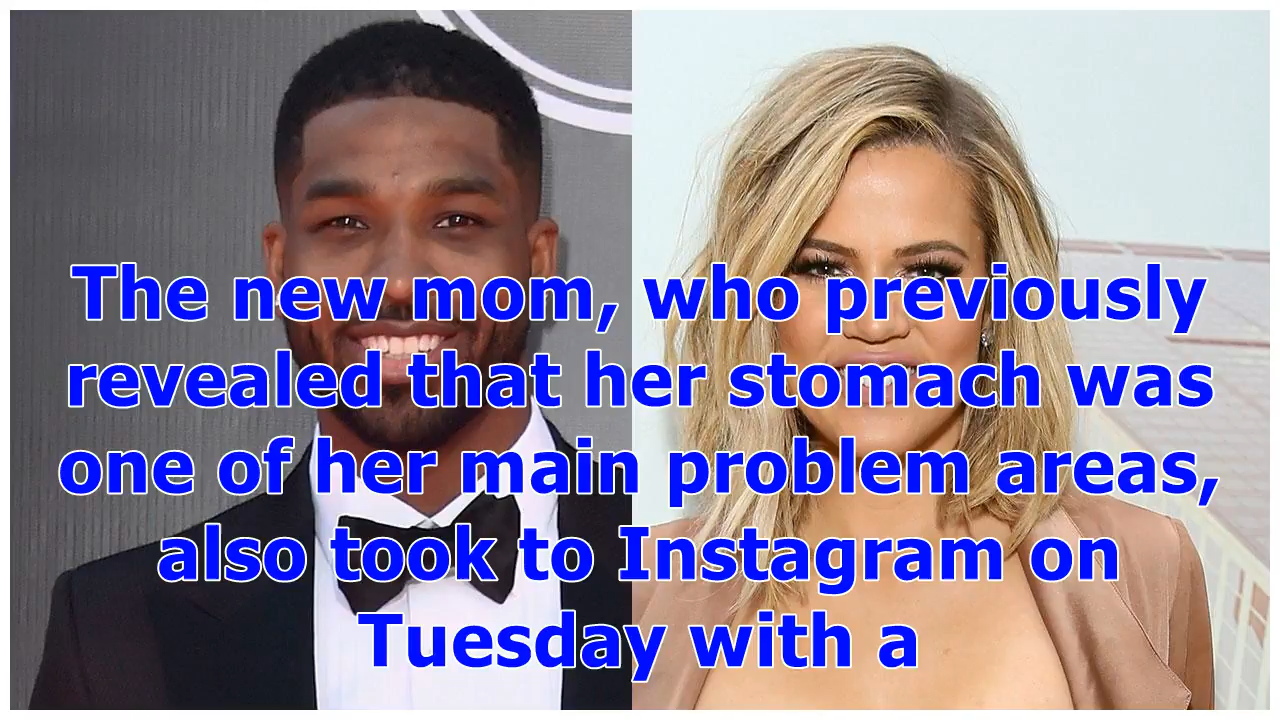 The new mom, who previously
revealed that her stomach was
one of her main problem areas,
also took to Instagram on
Tuesday with a